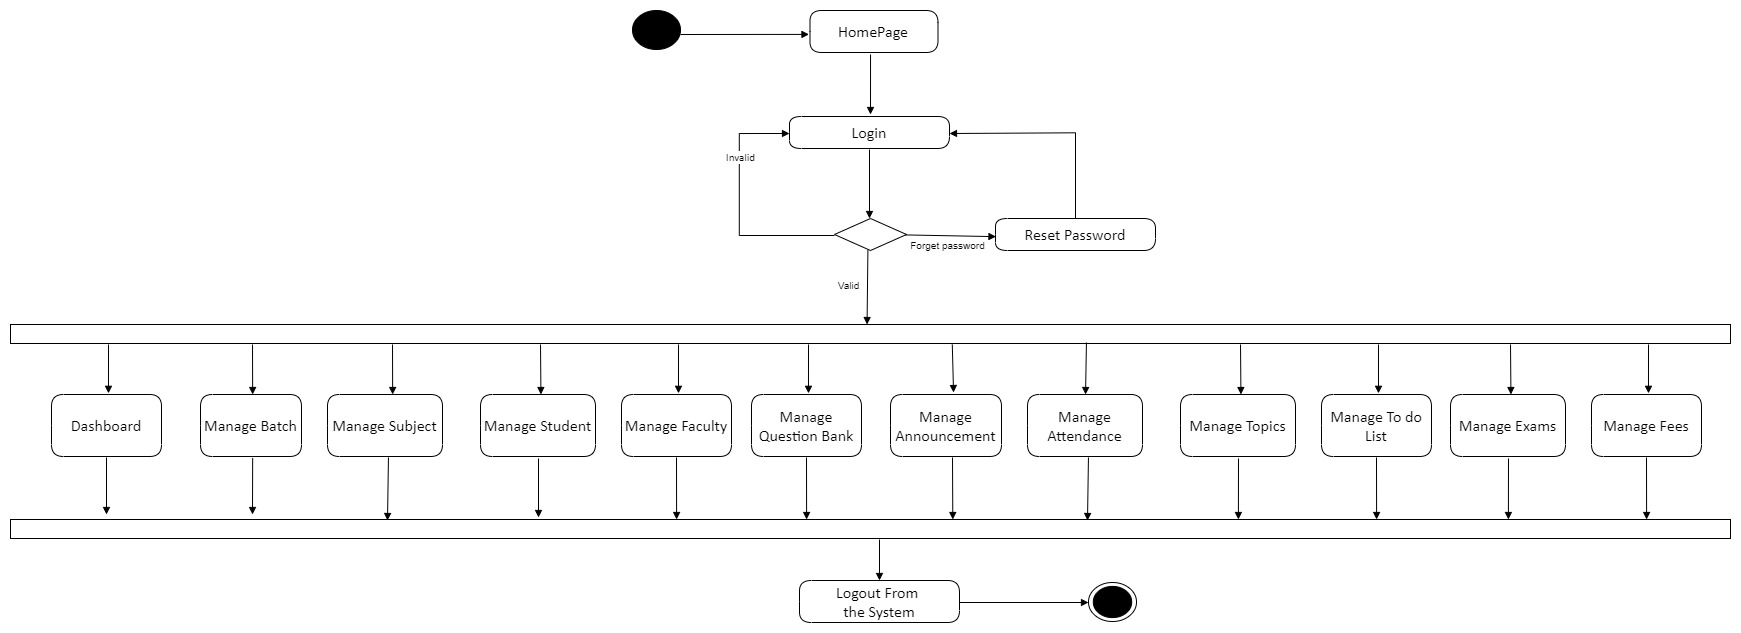 HomePage
Login
Invalid
Reset Password
Forget password
Valid
Dashboard
Manage Batch
Manage Subject
Manage Student
Manage Faculty
Manage
Question Bank
Manage
Announcement
Manage
Attendance
Manage Topics
Manage To do
List
Manage Exams
Manage Fees
Logout From
the System